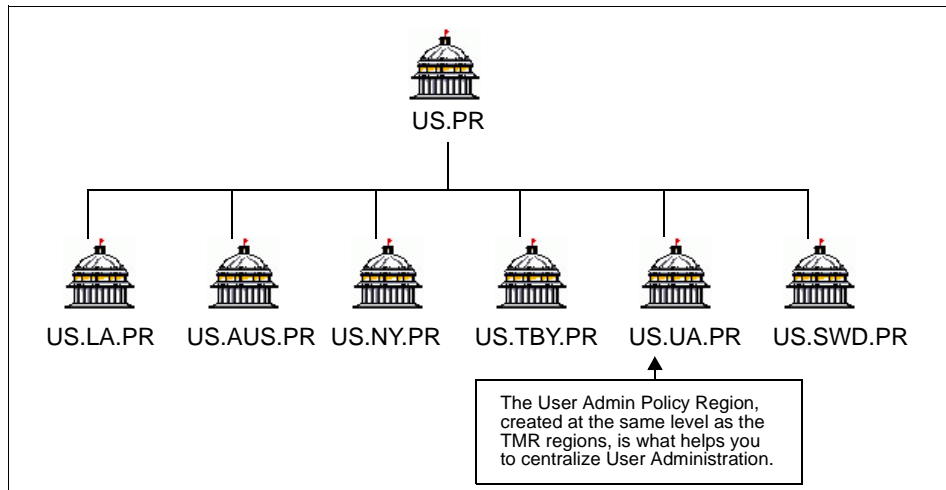 US.PR
US.LA.PR US.AUS.PR US.NY.PR US.TBY.PR US.UA.PR US.SWD.PR
The User Admin Policy Region,
created at the same level as the
TMR regions, is what helps you
to centralize User Administration.